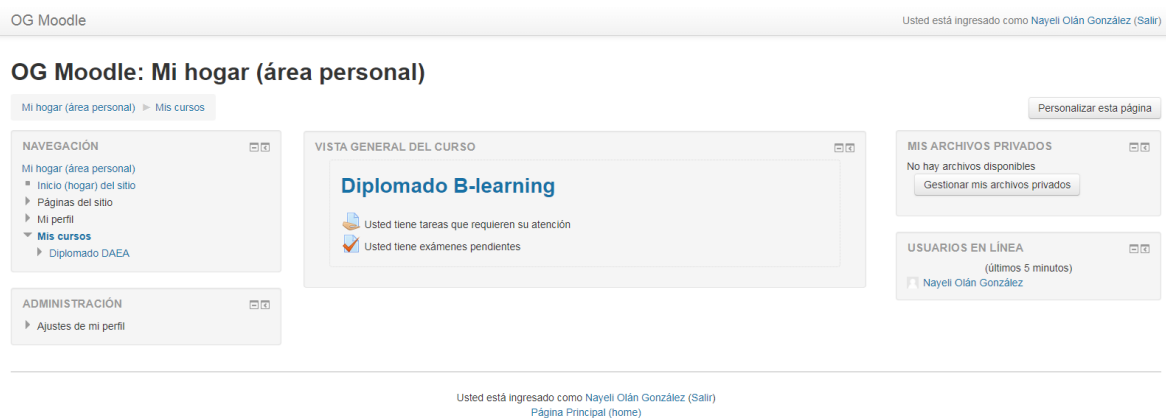 OG Moodle
Usted está ingresado como Nayeli Olán González (Salir)
OG Moodle: Mi hogar (área personal)
Mi hogar (área personal) Mis cursos
Personalizar esta página
NAVEGACIÓN
Mi hogar (área personal)
Inicio (hogar) del sitio
Páginas del sitio
Mi perfil
Mis cursos
Diplomado DAEA
ADMINISTRACIÓN
Ajustes de mi perfil
VISTA GENERAL DEL CURSO
Diplomado B-learning
Usted tiene tareas que requieren su atención
Usted tiene exámenes pendientes
MIS ARCHIVOS PRIVADOS
No hay archivos disponibles
Gestionar mis archivos privados
USUARIOS EN LÍNEA
(últimos 5 minutos)
Nayeli Olán González
Usted está ingresado como Nayeli Olán González (Salir)
Página Principal (home)